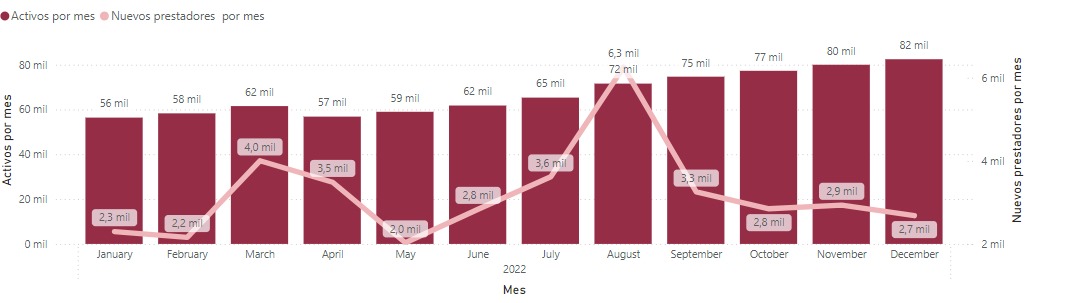 Activos por mes Nuevos prestadores por mes
6,3 mil
82 mil
80 mil
77 mil
75 mil
72 mil
65 mil
62 mil
62 mil
59 mil
58 mil
57 mil
56 mil
80 mil
60 mil
40 mil
20 mil
0 mil
Activos por mes
6 mil
4 mil
2 mil
Nuevos prestadores por mes
2,3 mil
2,2 mil
4,0 mil
3,5 mil
2,0 mil
2,8 mil
3,6 mil
3,3 mil
2,8 mil
2,9 mil
2,7 mil
January February March April May June July August September October November December
2022
Mes